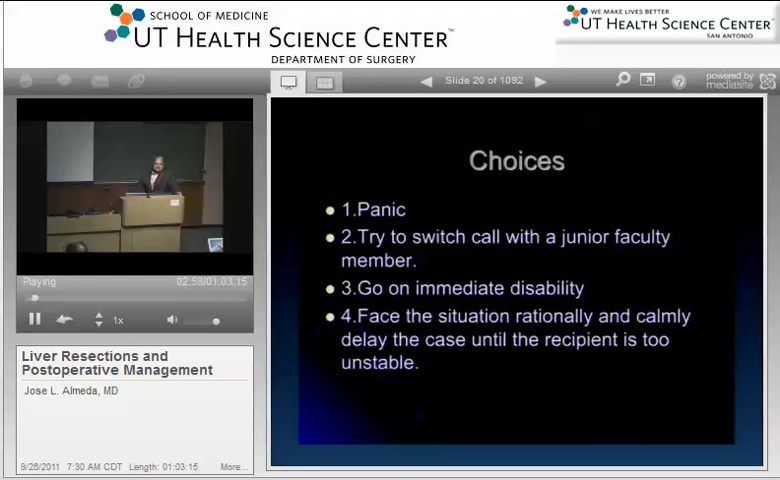 SCHOOL OF MEDICINE
UT HEALTH SCIENCE CENTER™
DEPARTMENT OF SURGERY
WE MAKE LIVES BETTER
UT HEALTH SCIENCE CENTER
SAN ANTONIO
Slide 20 of 1092
powered by
mediasite
Playing
02:59/01:03:15
1x
Liver Resections and
Postoperative Management
Jose L. Almeda, MD
9/26/2011 7:30 AM CDT Length: 01:03:15 More...
Choices
1.Panic
2.Try to switch call with a junior faculty
member.
3.Go on immediate disability
4.Face the situation rationally and calmly
delay the case until the recipient is too
unstable.